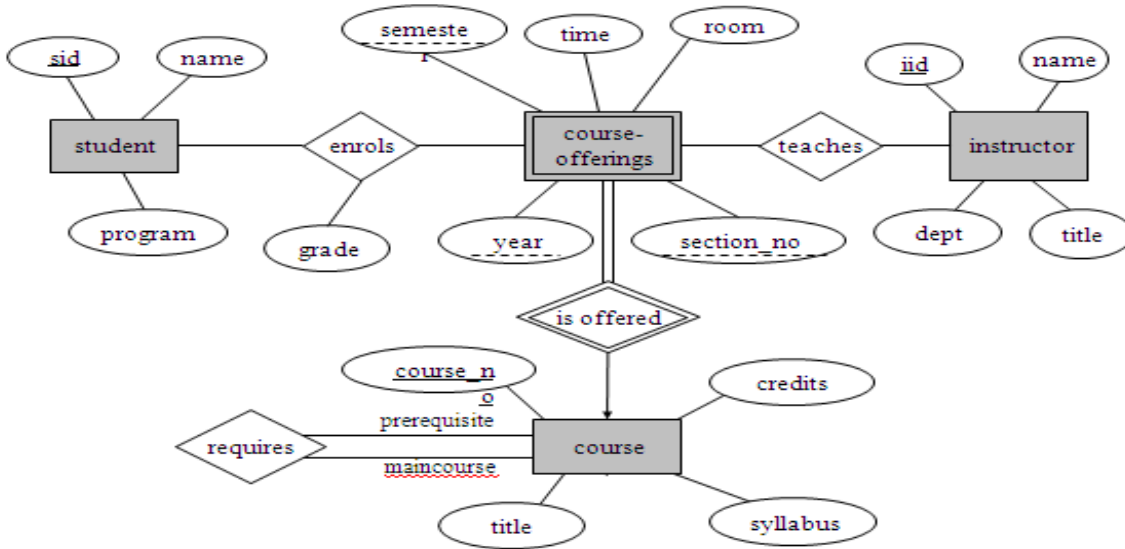 semeste
r
time
room
sid
name
iid
name
student
enrols
course-
offerings
teaches
instructor
program
grade
year
section_no
dept
title
is offered
course_n
o
credits
prerequisite
requires
course
maincourse
title
syllabus